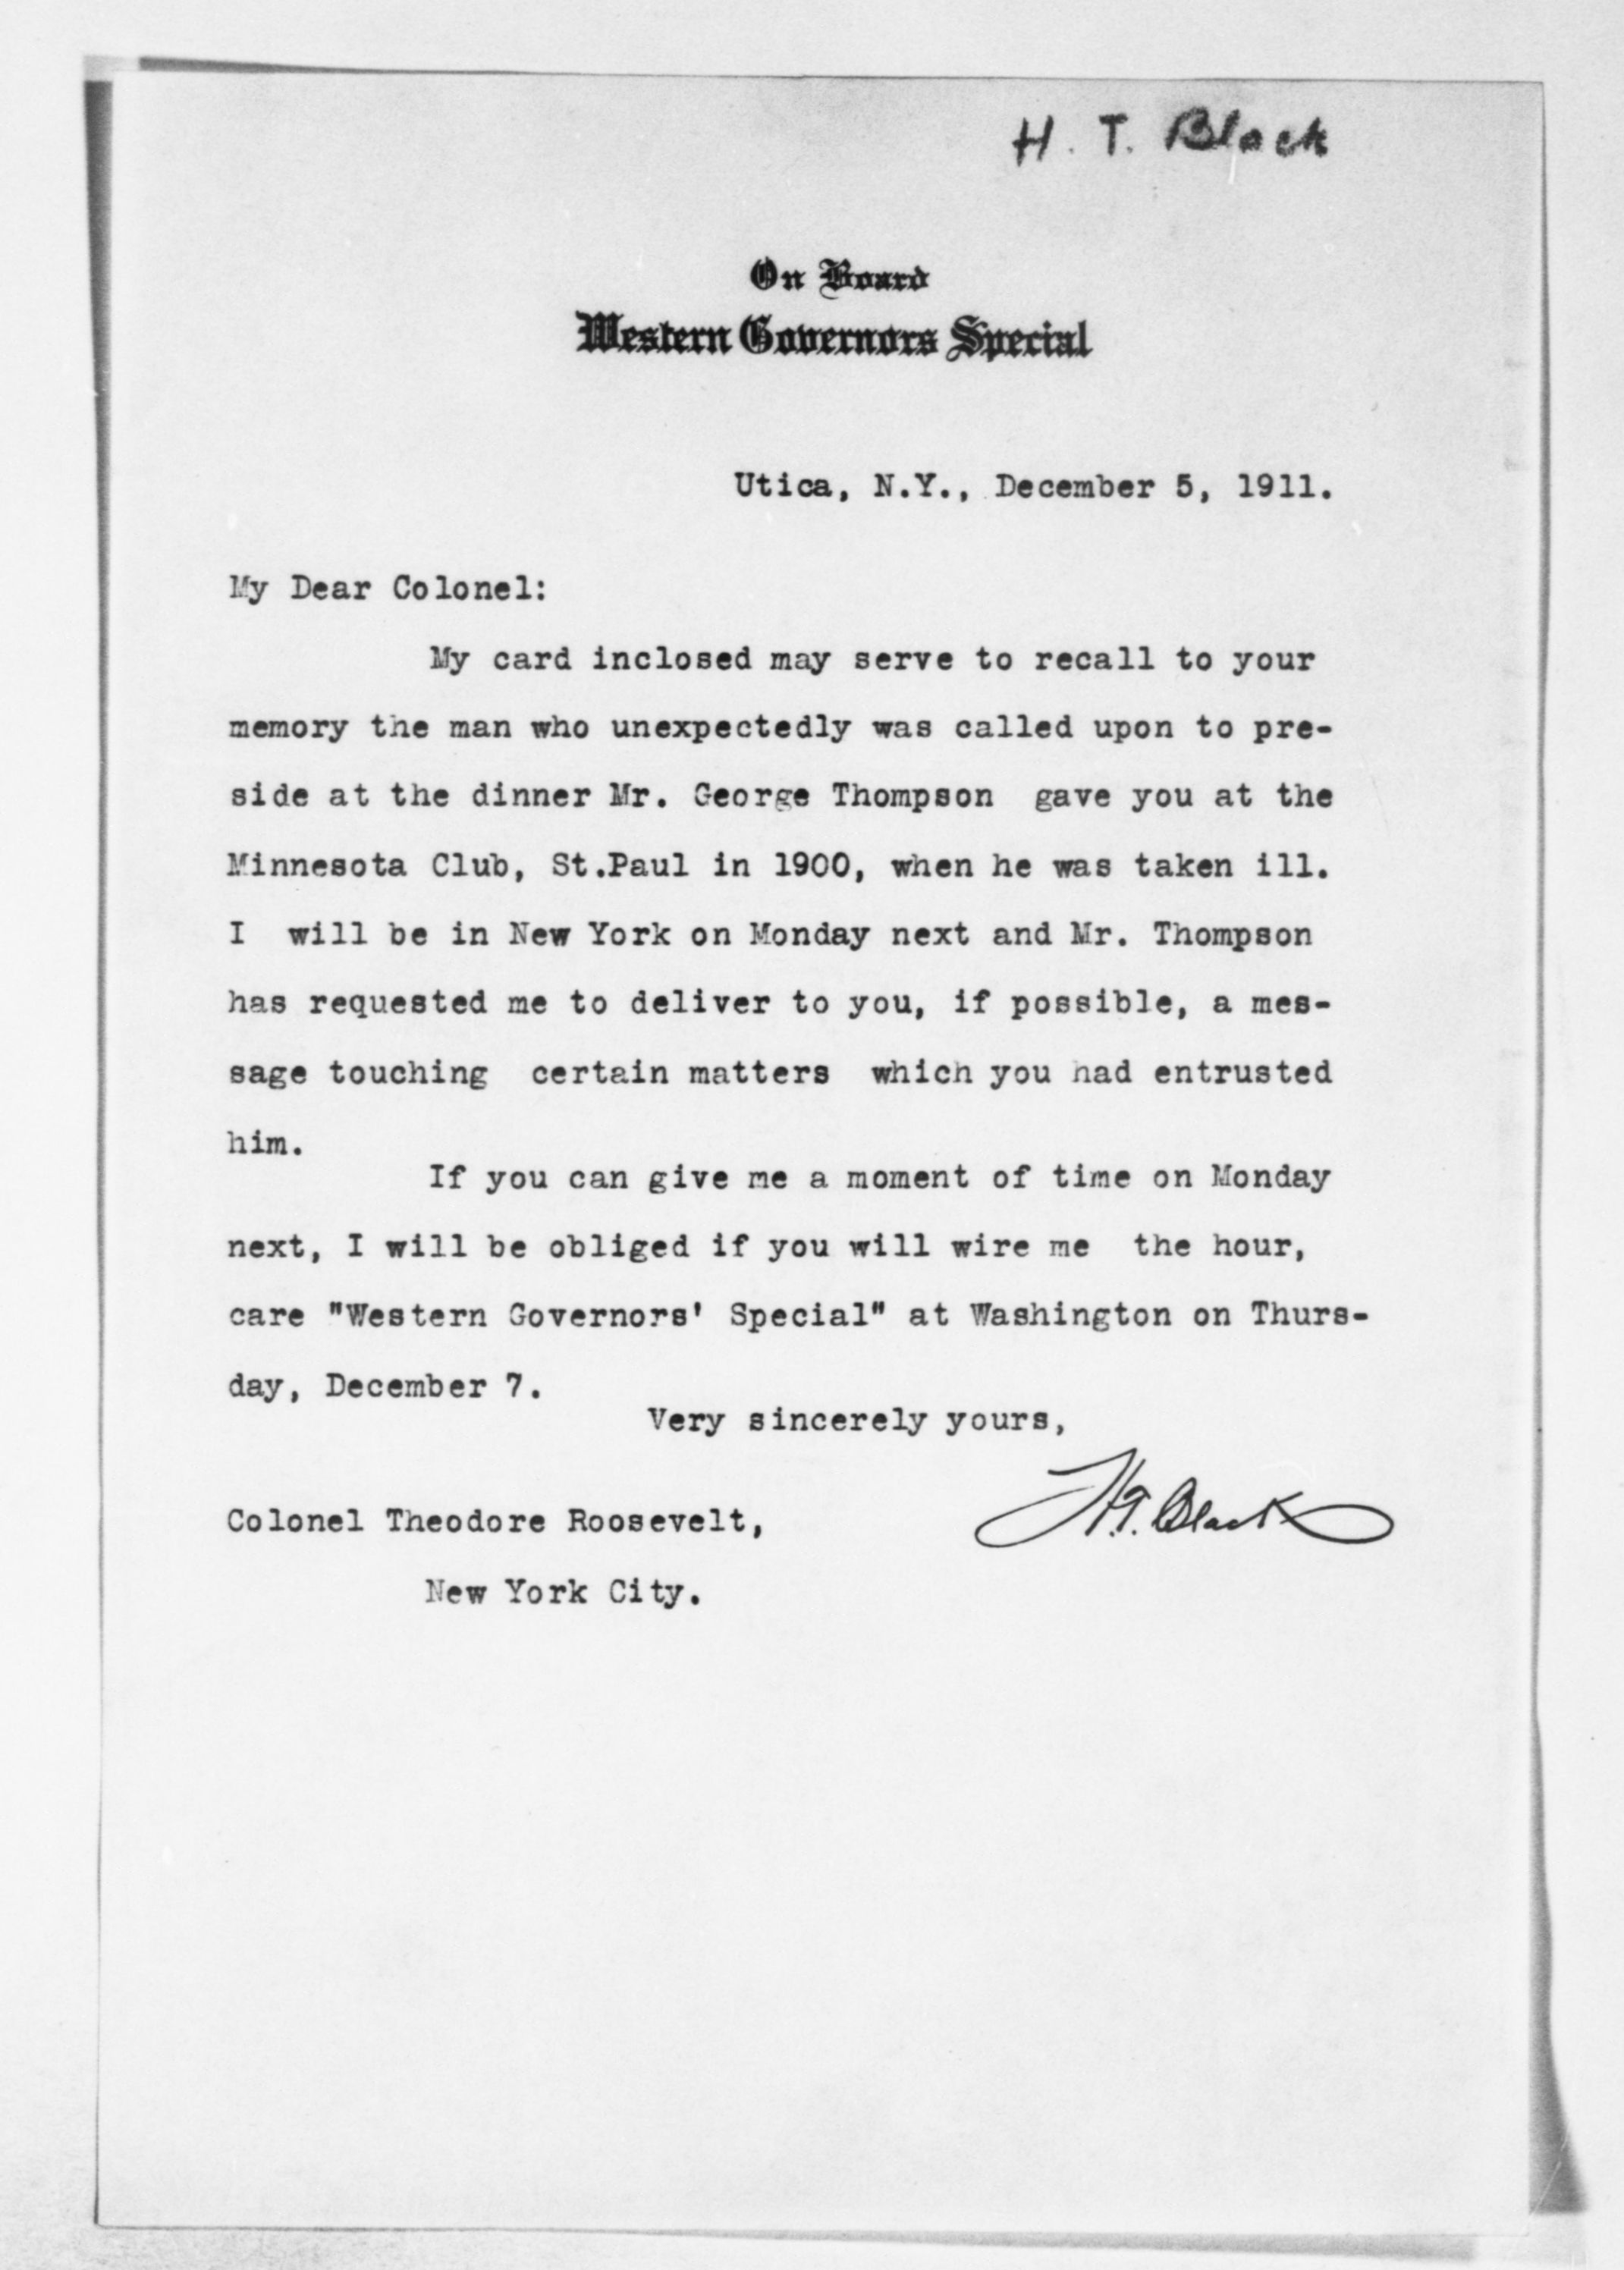 H. T. Black
On Board
Western Governors Special
Utica, N.Y., December 5, 1911.
My Dear Colonel:
My card inclosed may serve to recall to your
memory the man who unexpectedly was called upon to pre-
side at the dinner Mr. George Thompson gave you at the
Minnesota Club, St.Paul in 1900, when he was taken ill.
I will be in New York on Monday next and Mr. Thompson
has requested me to deliver to you, if possible, a mes-
sage touching certain matters which you had entrusted
him.
If you can give me a moment of time on Monday
next, I will be obliged if you will wire me the hour,
care "Western Governors' Special" at Washington on Thurs-
day, December 7.
Very sincerely yours,
H.T. Black
Colonel Theodore Roosevelt,
New York City.